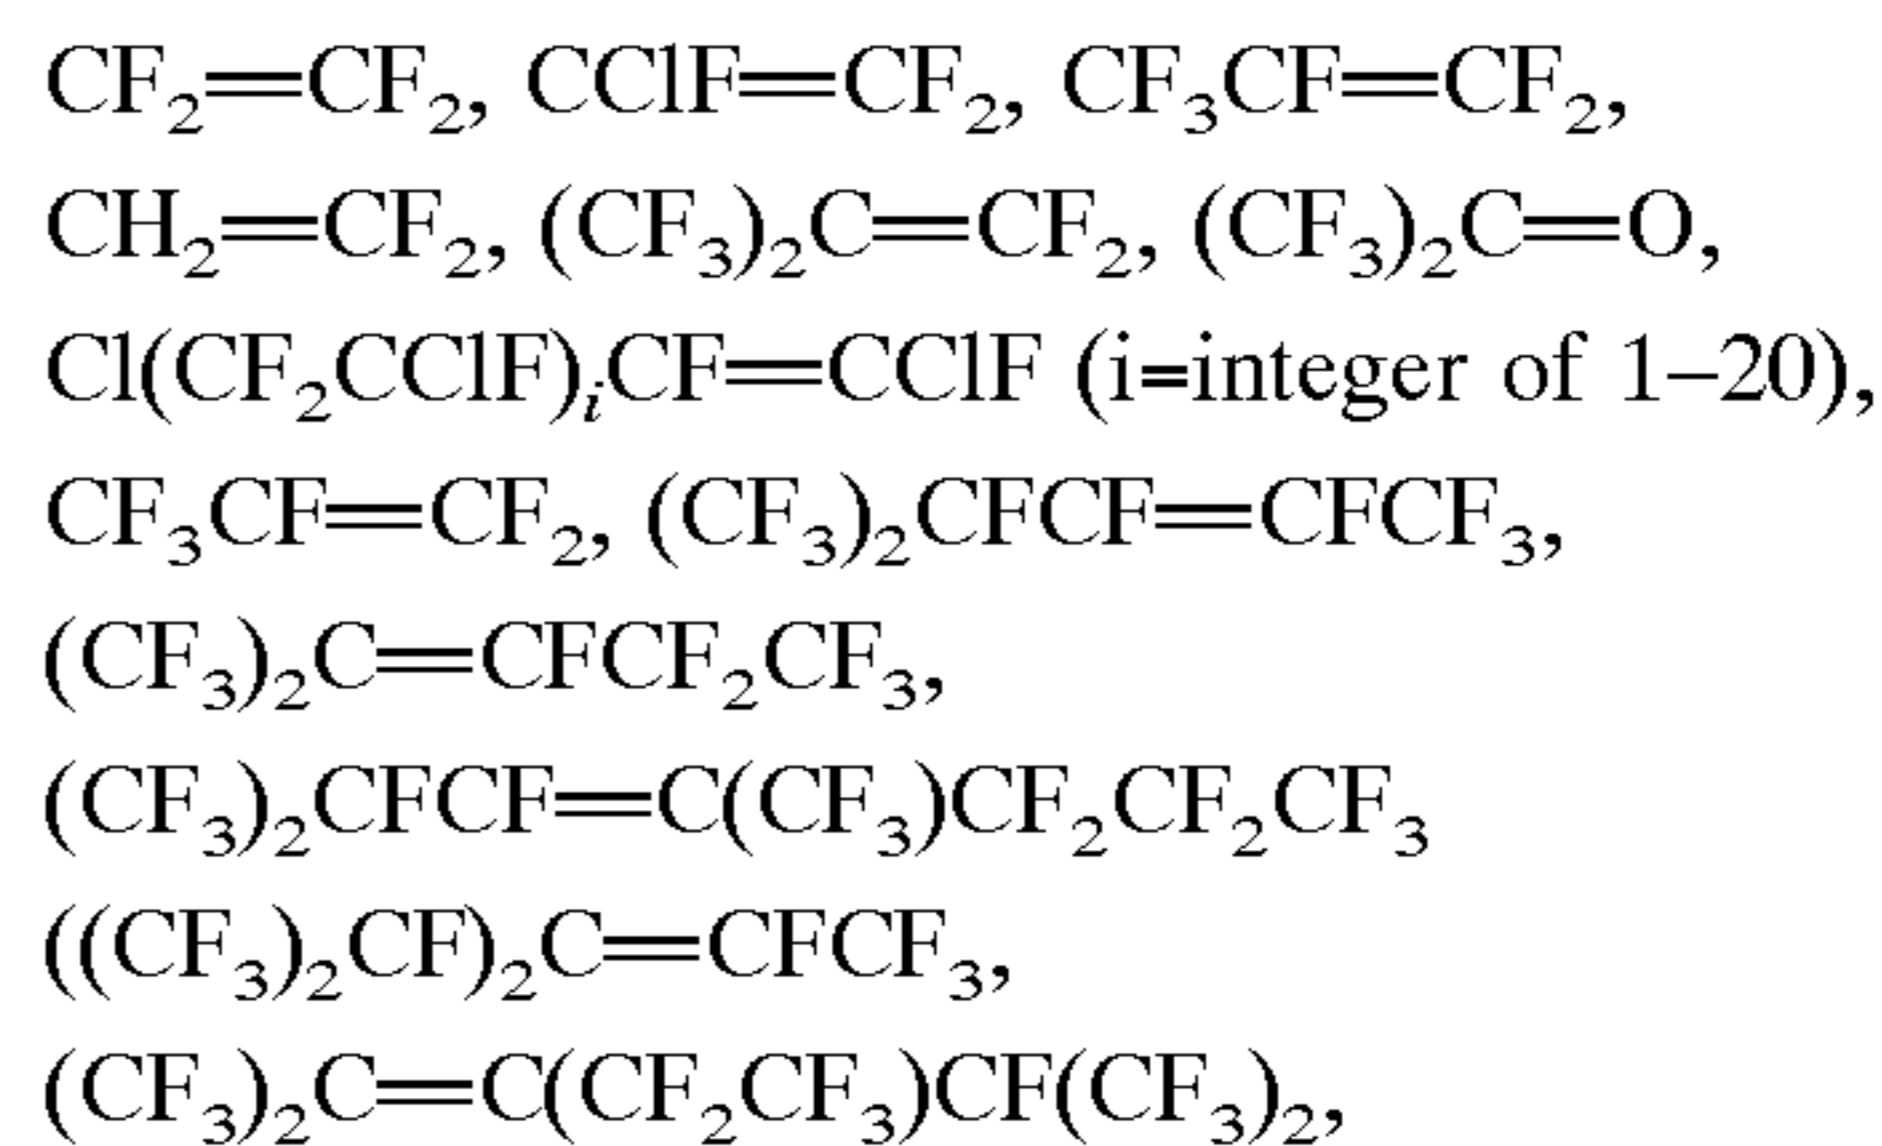 CF₂=CF₂, CClF=CF₂, CF₃CF=CF₂,
CH₂=CF₂, (CF₃)₂C=CF₂, (CF₃)₂C=O,
Cl(CF₂CClF)ᵢCF=CClF (i=integer of 1–20),
CF₃CF=CF₂, (CF₃)₂CFCF=CFCF₃,
(CF₃)₂C=CFCF₂CF₃,
(CF₃)₂CFCF=C(CF₃)CF₂CF₂CF₃
((CF₃)₂CF)₂C=CFCF₃,
(CF₃)₂C=C(CF₂CF₃)CF(CF₃)₂,